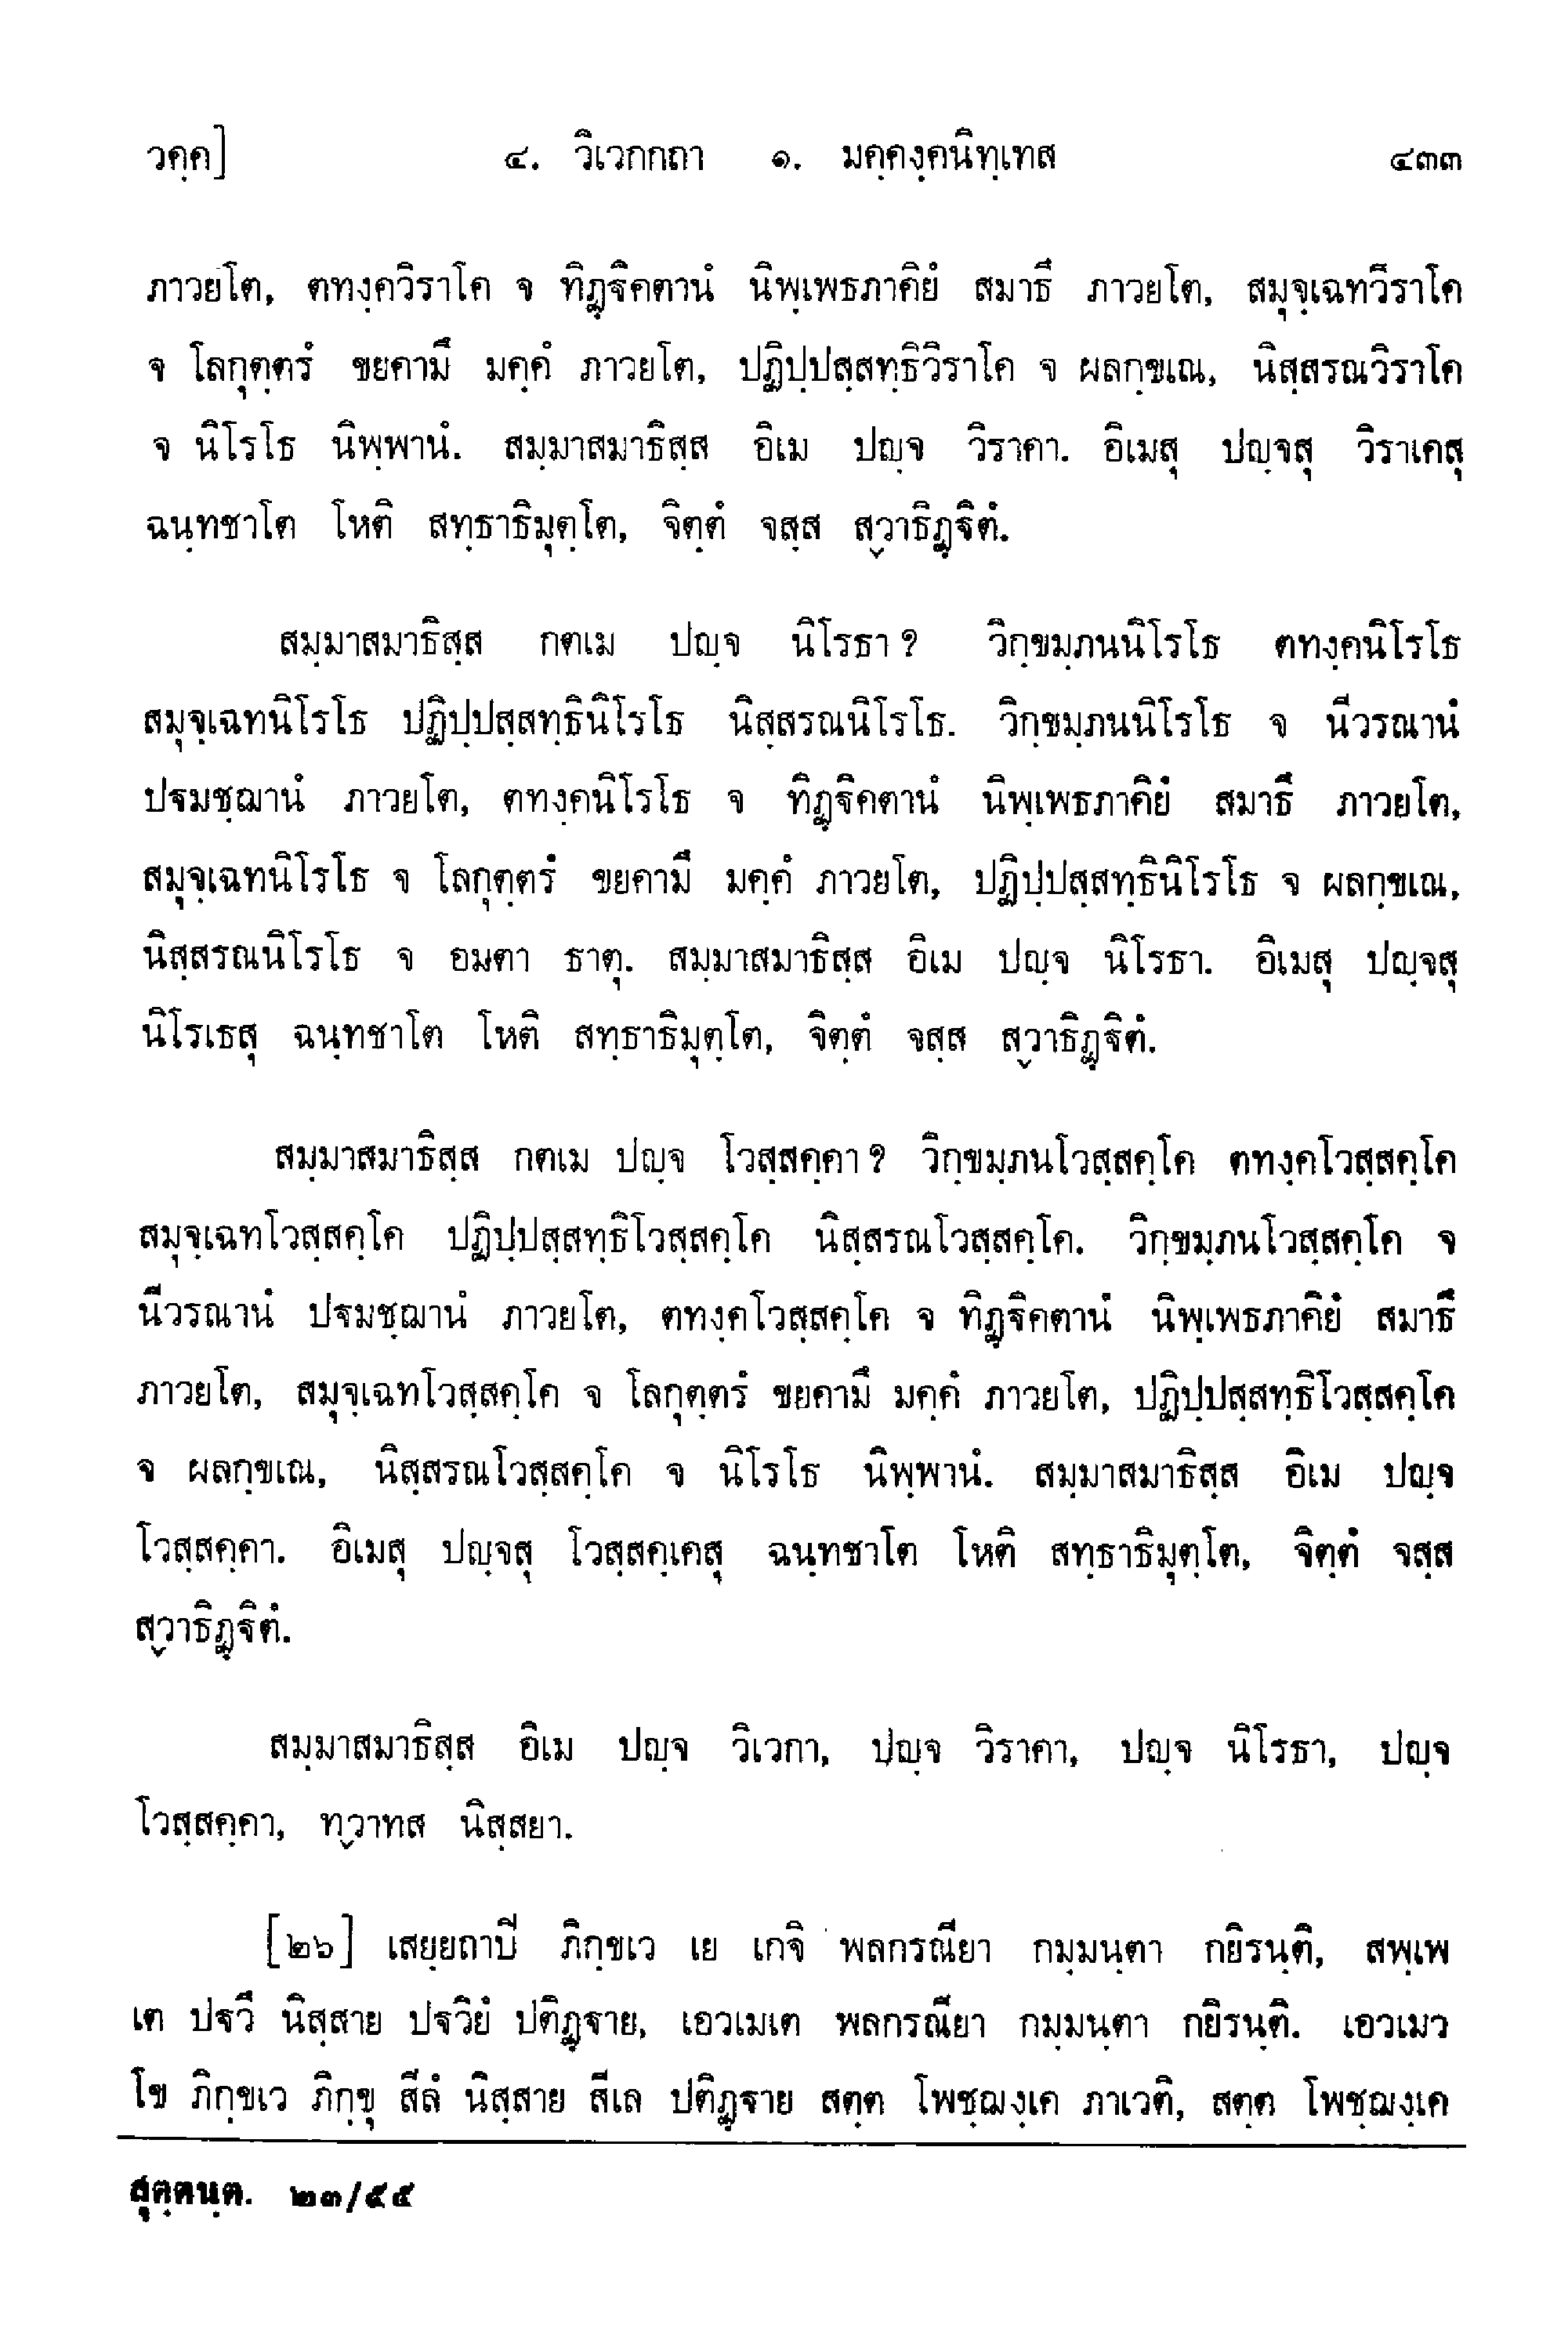 วคฺค]	๔. วิเวกกถา ๑. มคฺคงฺคนิทฺเทส	๔๓๓
ภาวยโต, ตทงฺควิราโค จ ทิฏฺฐิคตานํ นิพฺเพธภาคิยํ สมาธึ ภาวยโต, สมุจฺเฉทวิราโค
จ โลกุตฺตรํ ขยคามึ มคฺคํ ภาวยโต, ปฏิปฺปสฺสทฺธิวิราโค จ ผลกฺขเณ, นิสฺสรณวิราโค
จ นิโรโธ นิพฺพานํ. สมฺมาสมาธิสฺส อิเม ปญฺจ วิราคา. อิเมสุ ปญฺจสุ วิราเคสุ
ฉนฺทชาโต โหติ สทฺธาธิมุตฺโต, จิตฺตํ จสฺส สฺวาธิฏฺฐิตํ.
สมฺมาสมาธิสฺส กตเม ปญฺจ นิโรธา ? วิกฺขมฺภนนิโรโธ ตทงฺคนิโรโธ
สมุจฺเฉทนิโรโธ ปฏิปฺปสฺสทฺธินิโรโธ นิสฺสรณนิโรโธ. วิกฺขมฺภนนิโรโธ จ นีวรณานํ
ปฐมชฺฌานํ ภาวยโต, ตทงฺคนิโรโธ จ ทิฏฺฐิคตานํ นิพฺเพธภาคิยํ สมาธึ ภาวยโต,
สมุจฺเฉทนิโรโธ จ โลกุตฺตรํ ขยคามึ มคฺคํ ภาวยโต, ปฏิปฺปสฺสทฺธินิโรโธ จ ผลกฺขเณ,
นิสฺสรณนิโรโธ จ อมตา ธาตุ. สมฺมาสมาธิสฺส อิเม ปญฺจ นิโรธา. อิเมสุ ปญฺจสุ
นิโรเธสุ ฉนฺทชาโต โหติ สทฺธาธิมุตฺโต, จิตฺตํ จสฺส สฺวาธิฏฺฐิตํ.
สมฺมาสมาธิสฺส กตเม ปญฺจ โวสฺสคฺคา ? วิกฺขมฺภนโวสฺสคฺโค ตทงฺคโวสฺสคฺโค
สมุจฺเฉทโวสฺสคฺโค ปฏิปฺปสฺสทฺธิโวสฺสคฺโค นิสฺสรณโวสฺสคฺโค. วิกฺขมฺภนโวสฺสคฺโค จ
นีวรณานํ ปฐมชฺฌานํ ภาวยโต, ตทงฺคโวสฺสคฺโค จ ทิฏฺฐิคตานํ นิพฺเพธภาคิยํ สมาธึ
ภาวยโต, สมุจฺเฉทโวสฺสคฺโค จ โลกุตฺตรํ ขยคามึ มคฺคํ ภาวยโต, ปฏิปฺปสฺสทฺธิโวสฺสคฺโค
จ ผลกฺขเณ, นิสฺสรณโวสฺสคฺโค จ นิโรโธ นิพฺพานํ. สมฺมาสมาธิสฺส อิเม ปญฺจ
โวสฺสคฺคา. อิเมสุ ปญฺจสุ โวสฺสคฺเคสุ ฉนฺทชาโต โหติ สทฺธาธิมุตฺโต, จิตฺตํ จสฺส
สฺวาธิฏฺฐิตํ.
สมฺมาสมาธิสฺส อิเม ปญฺจ วิเวกา, ปญฺจ วิราคา, ปญฺจ นิโรธา, ปญฺจ
โวสฺสคฺคา, ทฺวาทส นิสฺสยา.
[๒๖] เสยฺยถาปิ ภิกฺขเว เย เกจิ พลกรณียา กมฺมนฺตา กยิรนฺติ, สพฺเพ
เต ปฐวึ นิสฺสาย ปฐวิยํ ปติฏฺฐาย, เอวเมเต พลกรณียา กมฺมนฺตา กยิรนฺติ. เอวเมว
โข ภิกฺขเว ภิกฺขุ สีลํ นิสฺสาย สีเล ปติฏฺฐาย สตฺต โพชฺฌงฺเค ภาเวติ, สตฺต โพชฺฌงฺเค
สุตฺตนฺต. ๒๓/๕๕